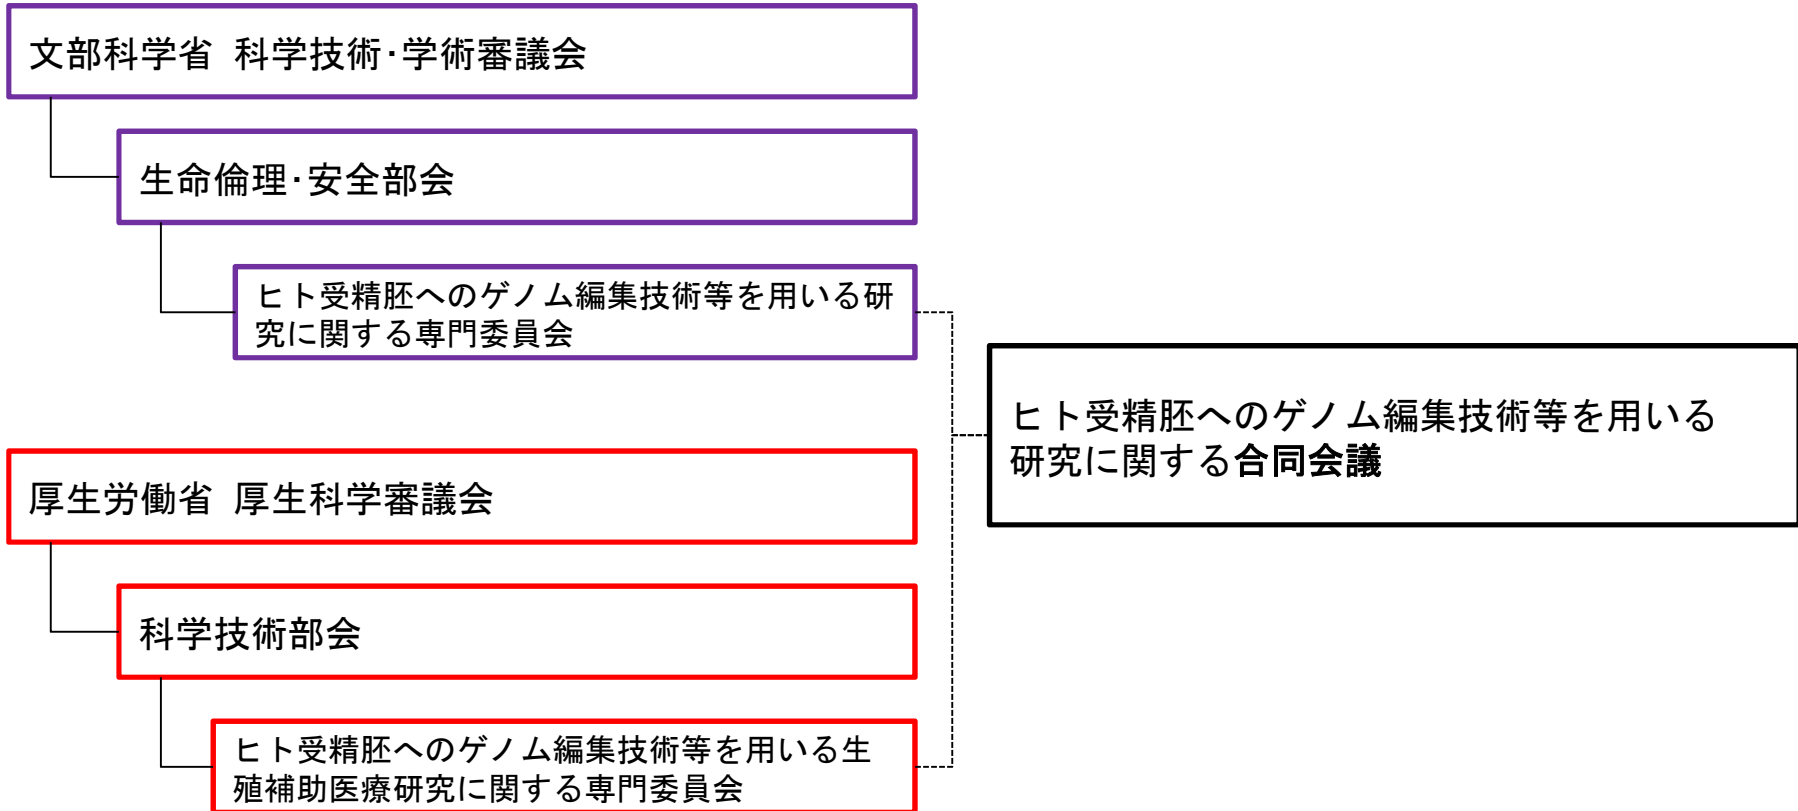 文部科学省 科学技術･学術審議会
生命倫理･安全部会
ヒト受精胚へのゲノム編集技術等を用いる研
究に関する専門委員会
ヒト受精胚へのゲノム編集技術等を用いる
研究に関する合同会議
厚生労働省 厚生科学審議会
科学技術部会
ヒト受精胚へのゲノム編集技術等を用いる生
殖補助医療研究に関する専門委員会